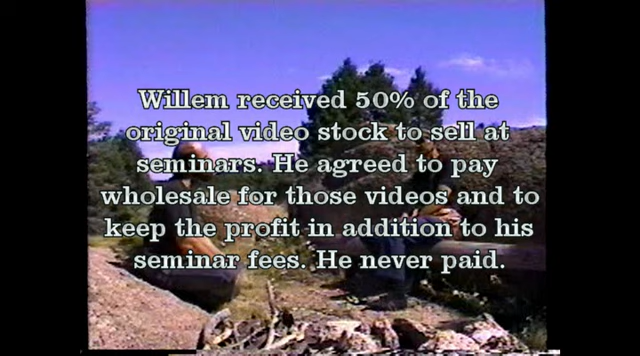 Willem received 50% of the
original video stock to sell at
seminars. He agreed to pay
wholesale for those videos and to
keep the profit in addition to his
seminar fees. He never paid.